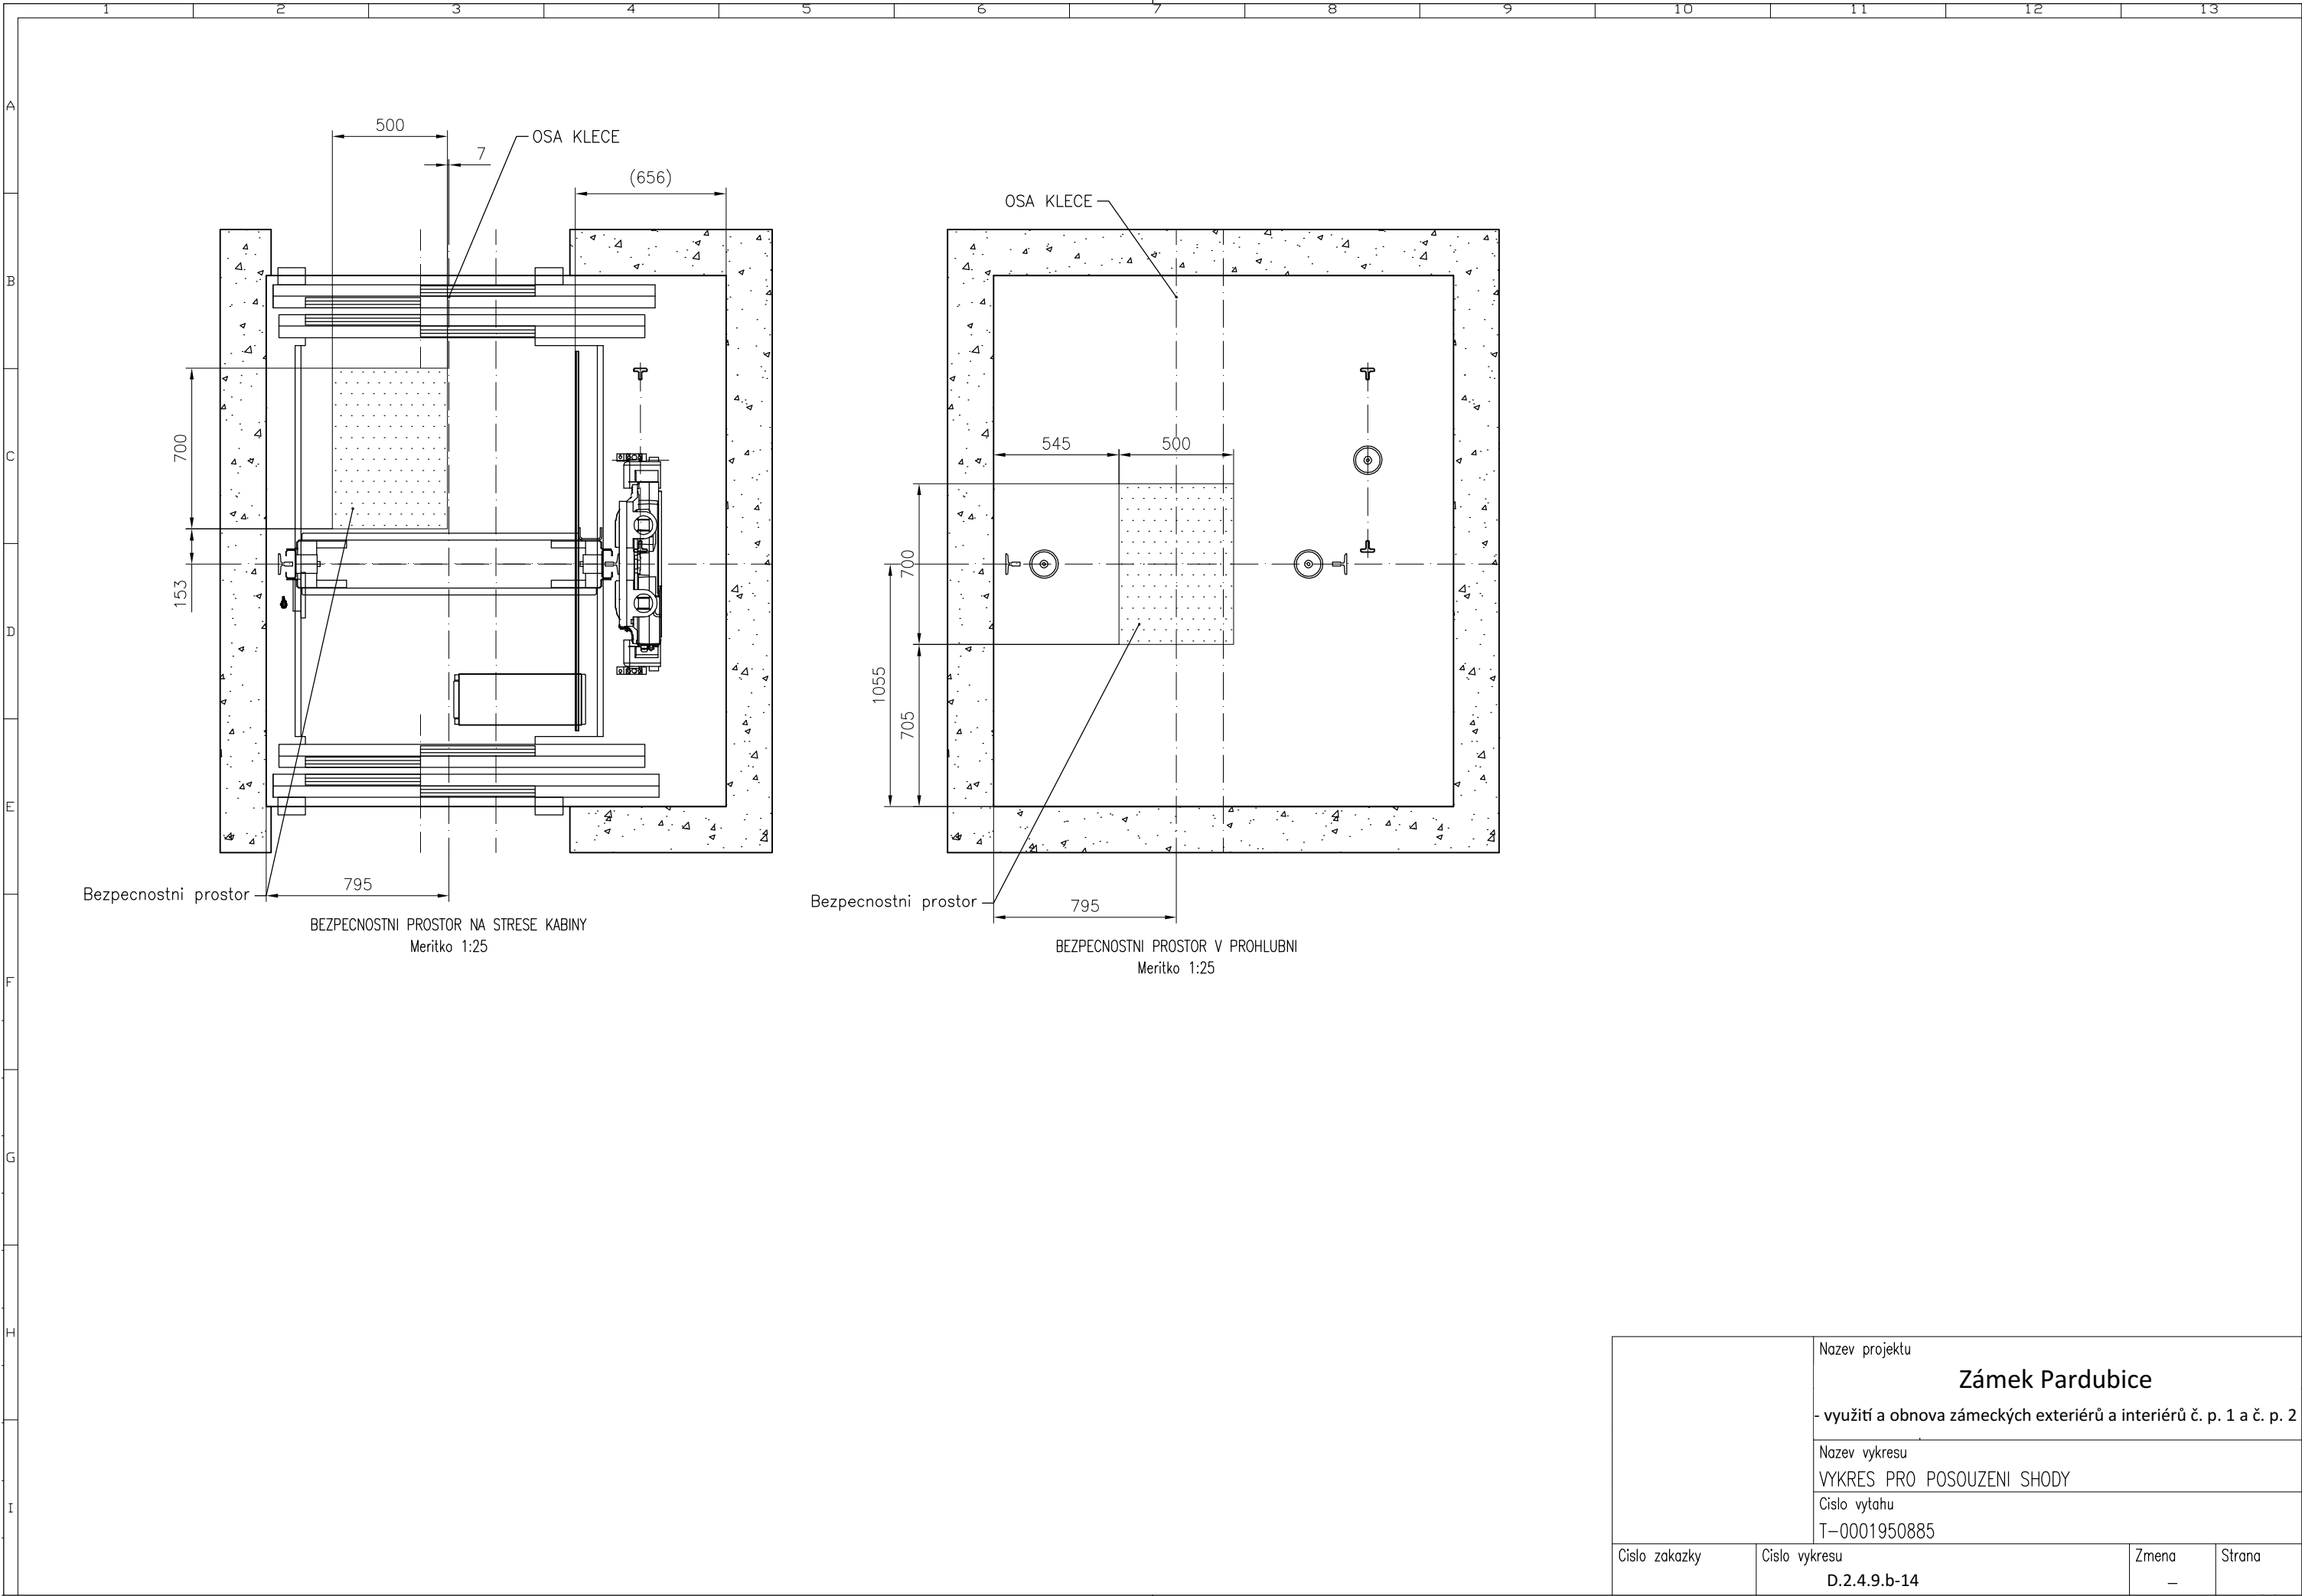 1 2 3 4 5 6 7 8 9 10 11 12 13
A
B
C
D
E
F
G
H
I
500
OSA KLECE
7
(656)
700
153
795
Bezpecnostni prostor
BEZPECNOSTNI PROSTOR NA STRESE KABINY
Meritko 1:25
OSA KLECE
545
500
700
1055
705
Bezpecnostni prostor
795
BEZPECNOSTNI PROSTOR V PROHLUBNI
Meritko 1:25
Nazev projektu
Zámek Pardubice
- využití a obnova zámeckých exteriérů a interiérů č. p. 1 a č. p. 2
Nazev vykresu
VYKRES PRO POSOUZENI SHODY
Cislo vytahu
T-0001950885
Cislo zakazky
Cislo vykresu
D.2.4.9.b-14
Zmena
–
Strana